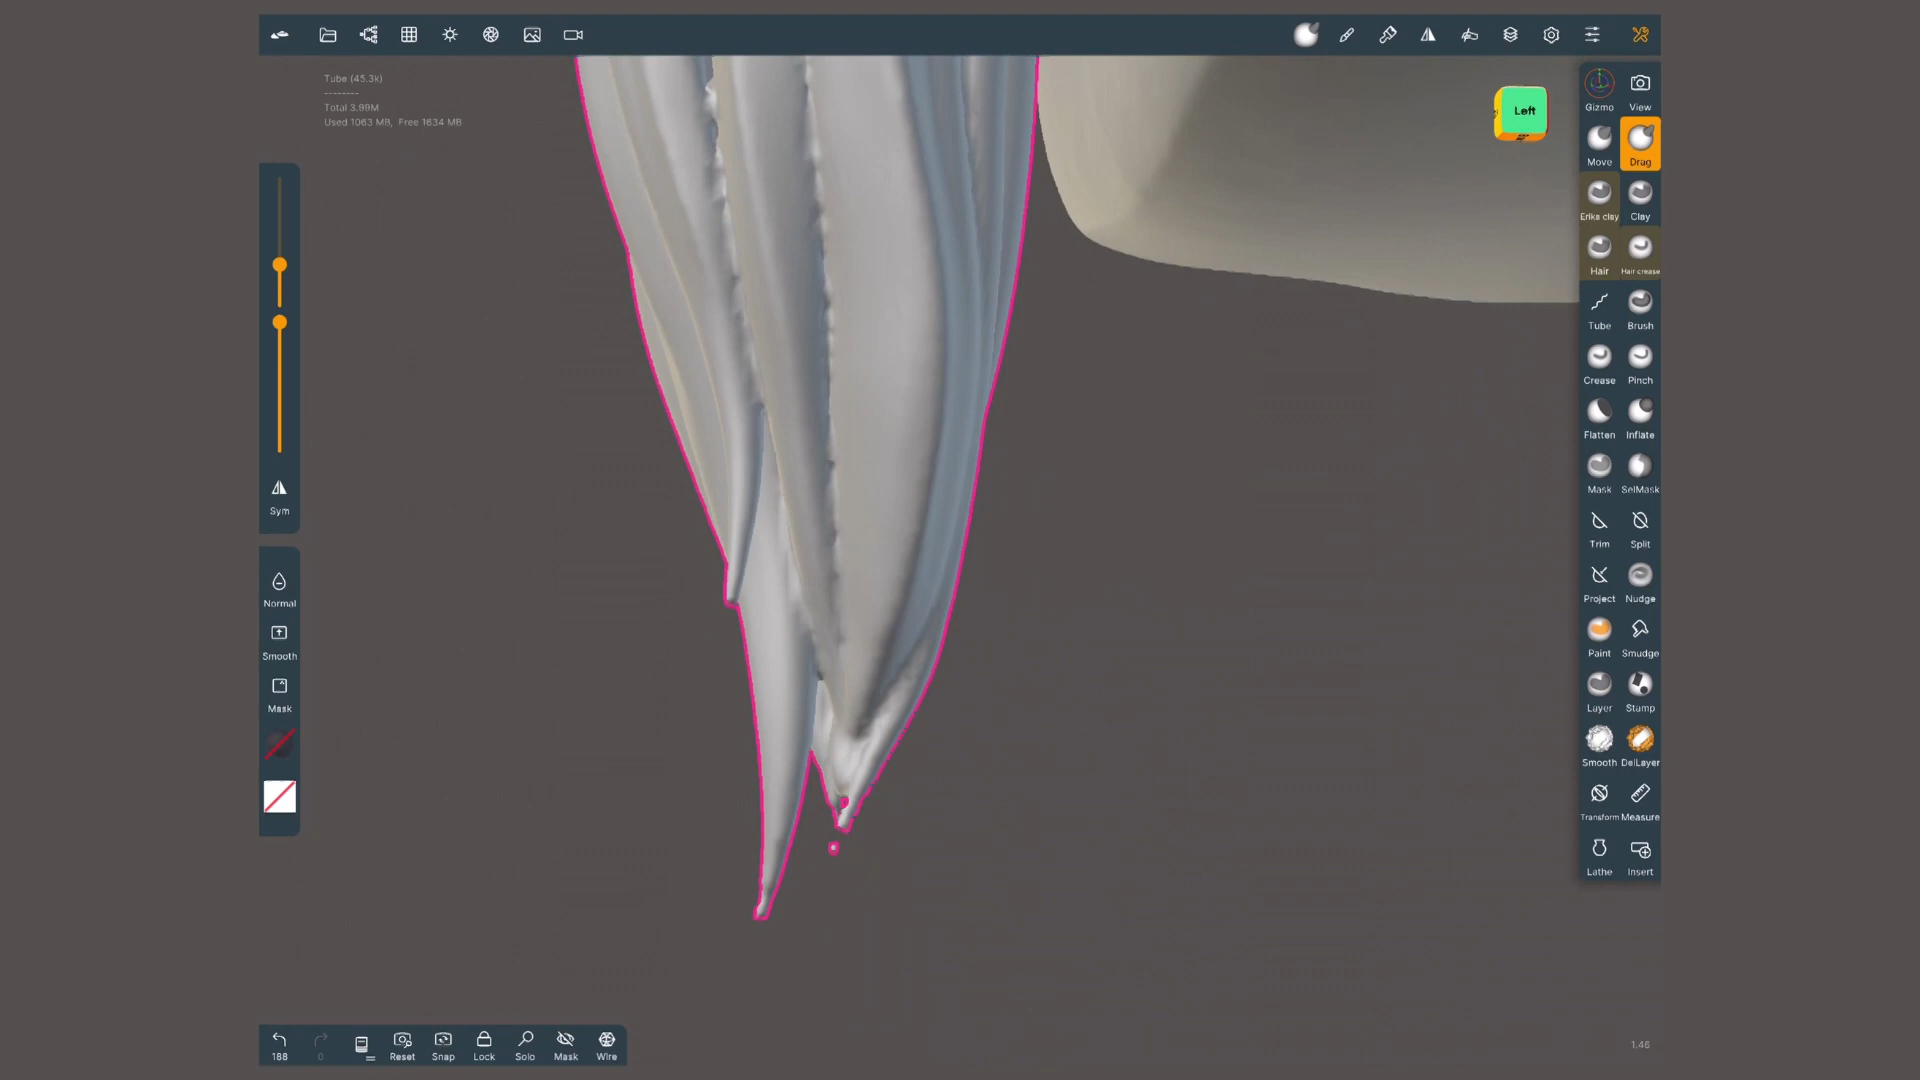 Tube (45.3k)
--------
Total 3.99M
Used 1063 MB, Free 1634 MB
Left
Gizmo View
Move Drag
Erika clay Clay
Hair Hair crease
Tube Brush
Crease Pinch
Flatten Inflate
Mask SelMask
Trim Split
Project Nudge
Paint Smudge
Layer Stamp
Smooth DelLayer
Transform Measure
Lathe Insert
Sym
Normal
Smooth
Mask
188 0 Reset Snap Lock Solo Mask Wire
1.46